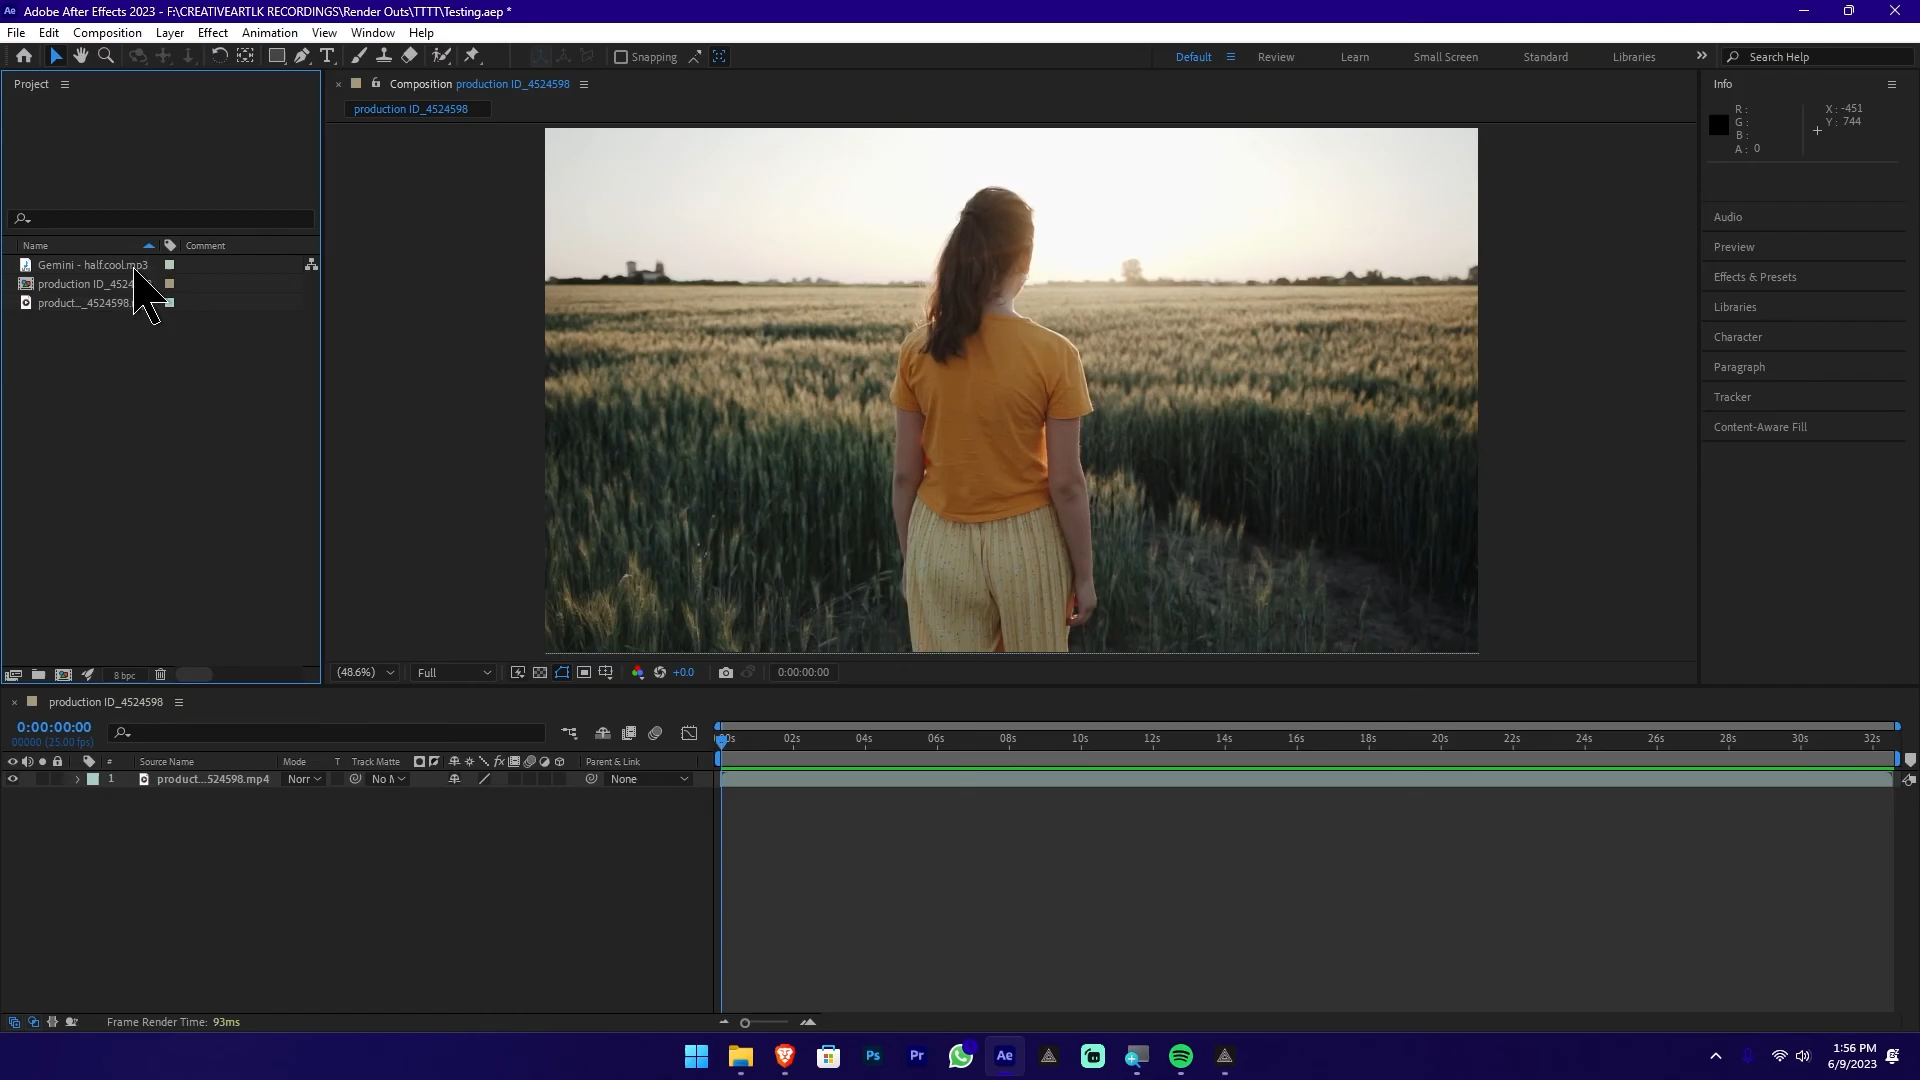 Adobe After Effects 2023 - F:\CREATIVEARTLK RECORDINGS\Render Outs\TTTT\Testing.aep *
File Edit Composition Layer Effect Animation View Window Help
Snapping Default Review Learn Small Screen Standard Libraries Search Help
Project
Composition production ID_4524598
production ID_4524598
Info
R :
G :
B :
A : 0
X : -451
Y : 744
Name Comment
Gemini - half.cool.mp3
production ID_4524
product..._4524598.
Audio
Preview
Effects & Presets
Libraries
Character
Paragraph
Tracker
Content-Aware Fill
8 bpc
(48.6%) Full +0.0 0:00:00:00
production ID_4524598
0:00:00:00
00000 (25.00 fps)
02s 04s 06s 08s 10s 12s 14s 16s 18s 20s 22s 24s 26s 28s 30s 32s
# Source Name Mode T Track Matte fx Parent & Link
1 product...524598.mp4 Norr No M None
Frame Render Time: 93ms
Ps Pr Ae
1:56 PM
6/9/2023